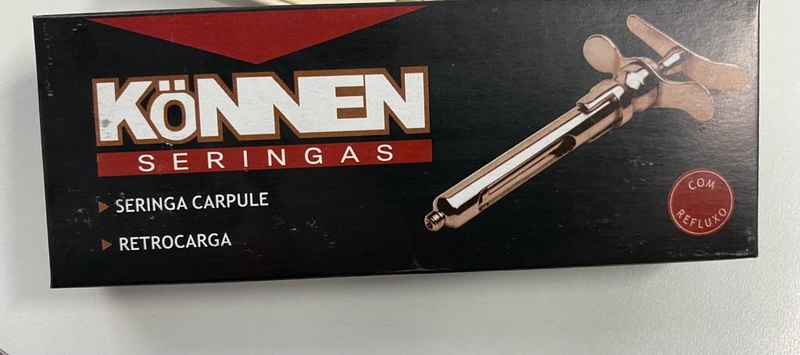 KÖNNEN
SERINGAS
SERINGA CARPULE
RETROCARGA
COM
REFLUXO